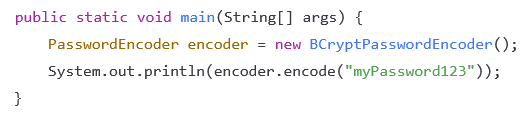 public static void main(String[] args) {
    PasswordEncoder encoder = new BCryptPasswordEncoder();
    System.out.println(encoder.encode("myPassword123"));
}